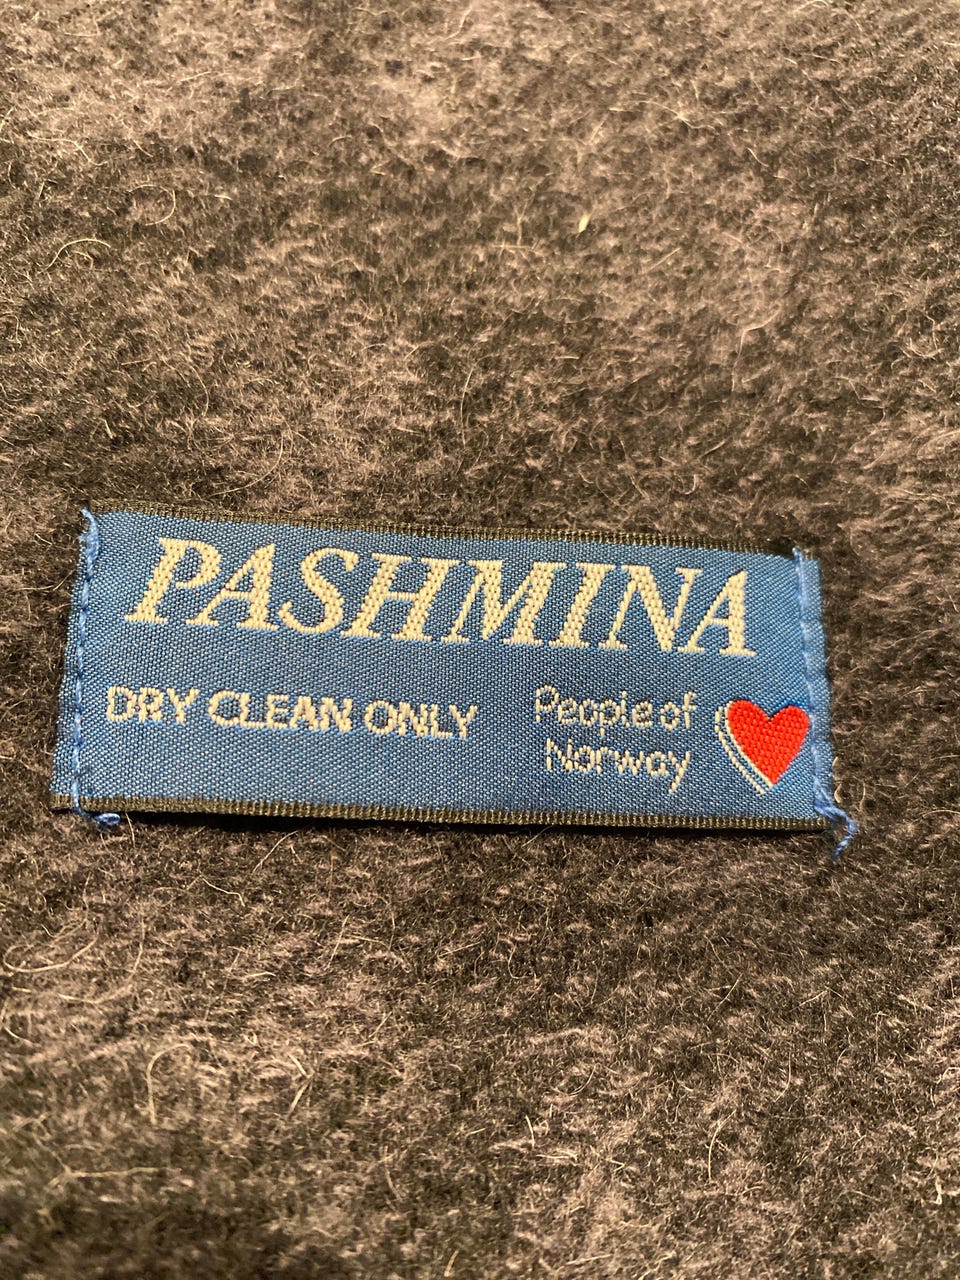 PASHMINA
DRY CLEAN ONLY
People of
Norway